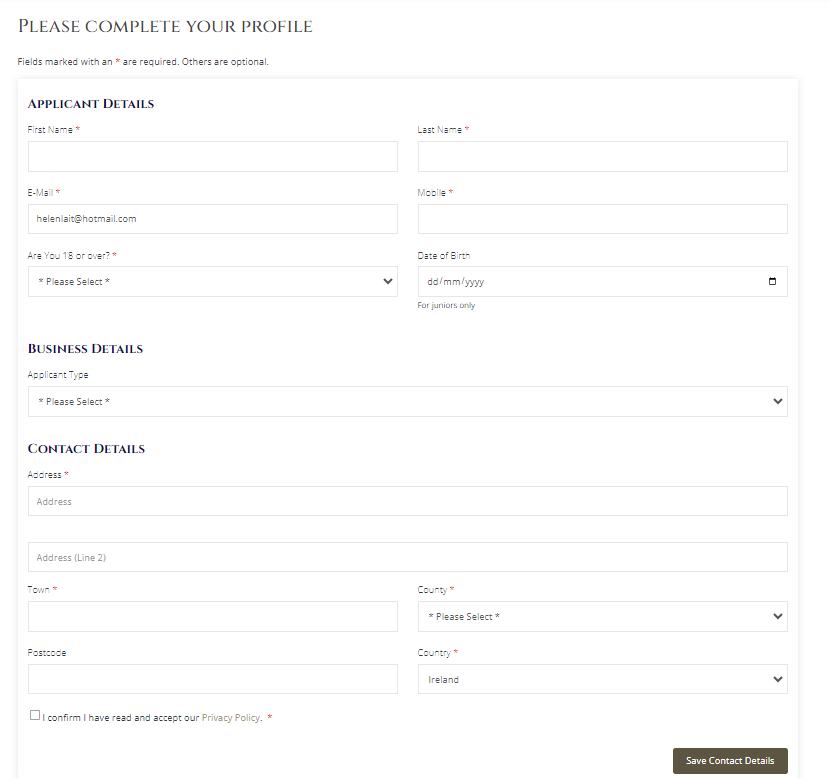 Please complete your profile
Fields marked with an * are required. Others are optional.
Applicant Details
First Name *
Last Name *
E-Mail *
Mobile *
helenlait@hotmail.com
Are You 18 or over? *
Date of Birth
* Please Select *
dd/mm/yyyy
For juniors only
Business Details
Applicant Type
* Please Select *
Contact Details
Address *
Address
Address (Line 2)
Town *
County *
* Please Select *
Postcode
Country *
Ireland
I confirm I have read and accept our Privacy Policy. *
Save Contact Details